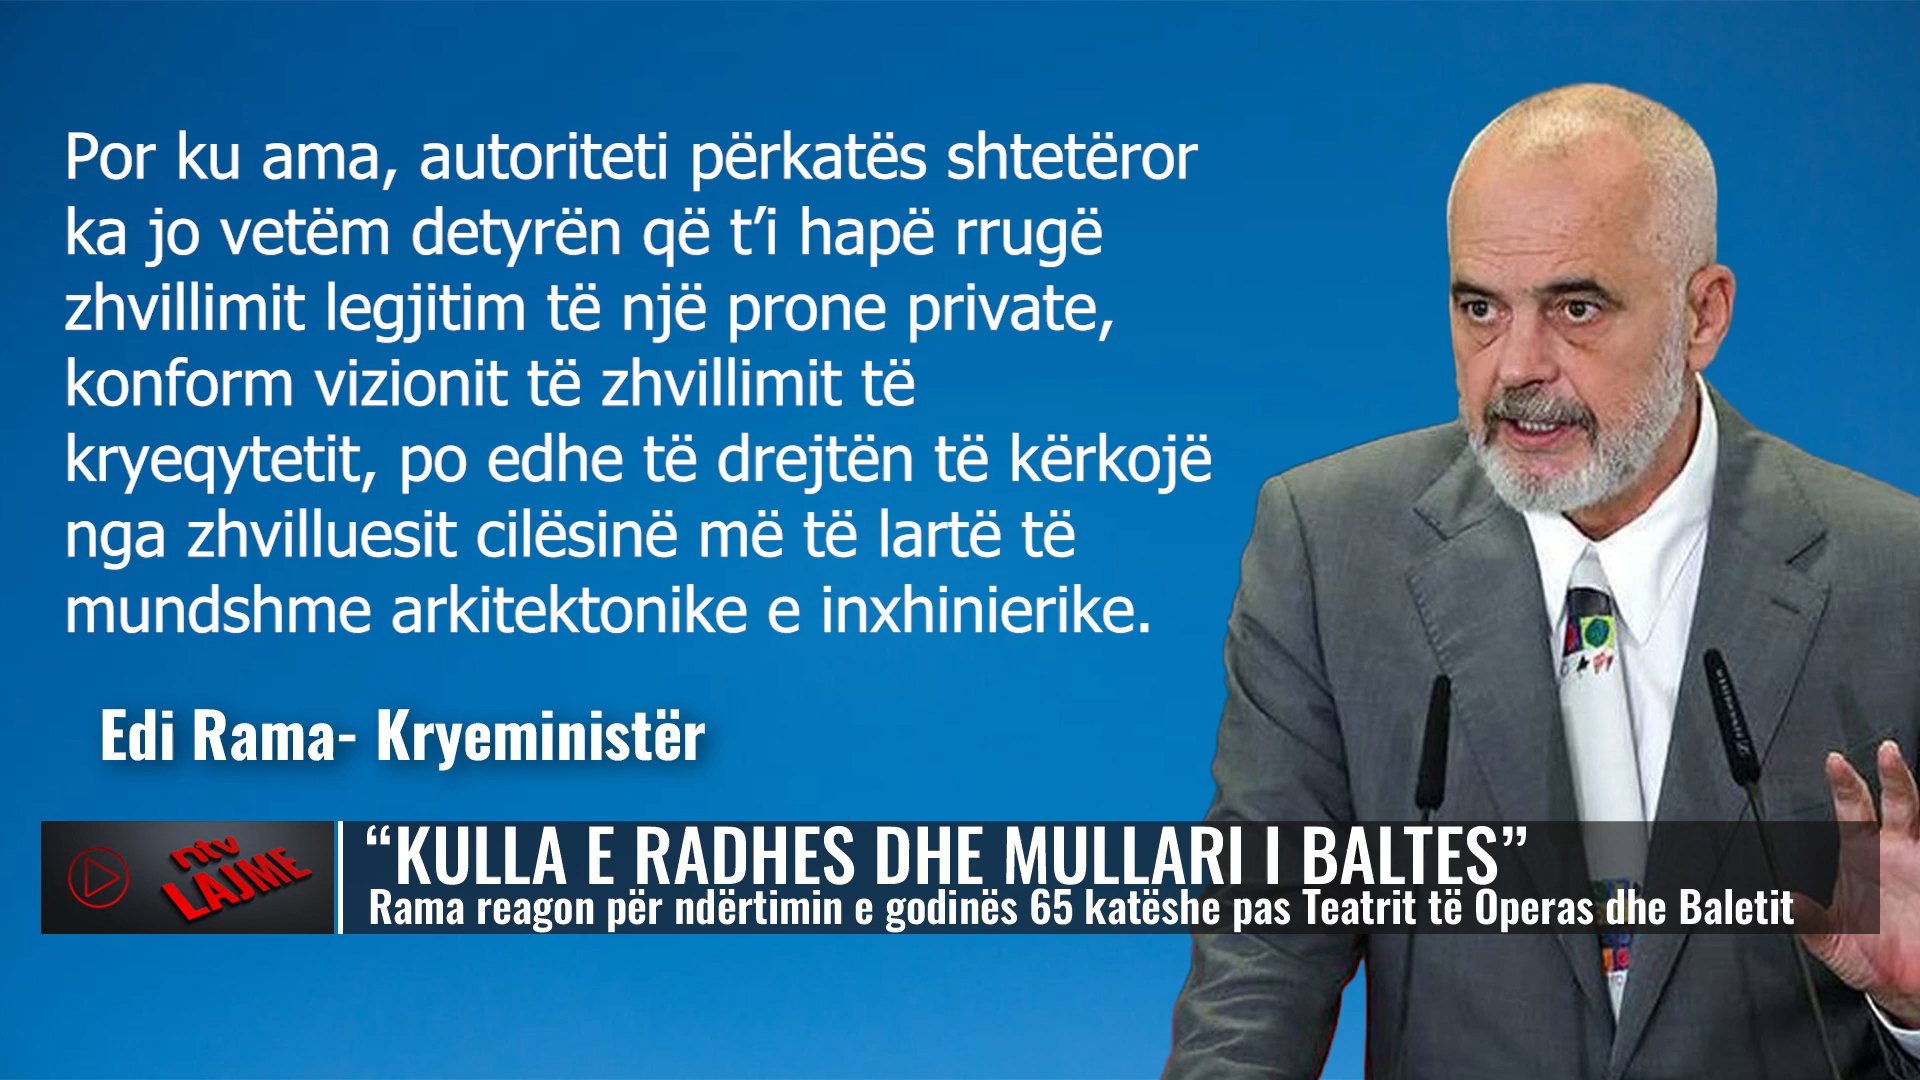 Por ku ama, autoriteti përkatës shtetëror
ka jo vetëm detyrën që t’i hapë rrugë
zhvillimit legjitim të një prone private,
konform vizionit të zhvillimit të
kryeqytetit, po edhe të drejtën të kërkojë
nga zhvilluesit cilësinë më të lartë të
mundshme arkitektonike e inxhinierike.
Edi Rama- Kryeministër
ntv
LAJME
“KULLA E RADHES DHE MULLARI I BALTES”
Rama reagon për ndërtimin e godinës 65 katëshe pas Teatrit të Operas dhe Baletit